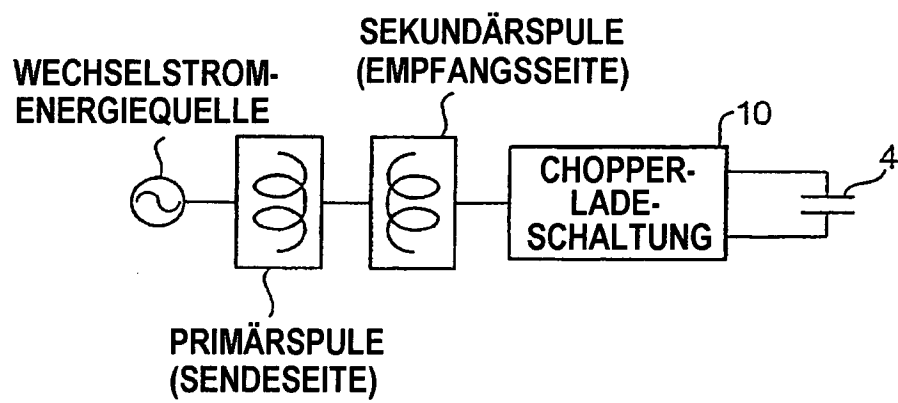 WECHSELSTROM-
ENERGIEQUELLE
SEKUNDÄRSPULE
(EMPFANGSSEITE)
10
CHOPPER-
LADE-
SCHALTUNG
4
PRIMÄRSPULE
(SENDESEITE)